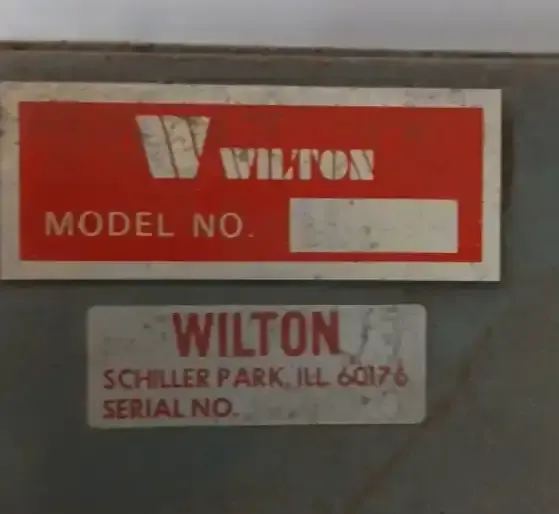 W WILTON
MODEL NO.
WILTON
SCHILLER PARK, ILL. 60176
SERIAL NO.